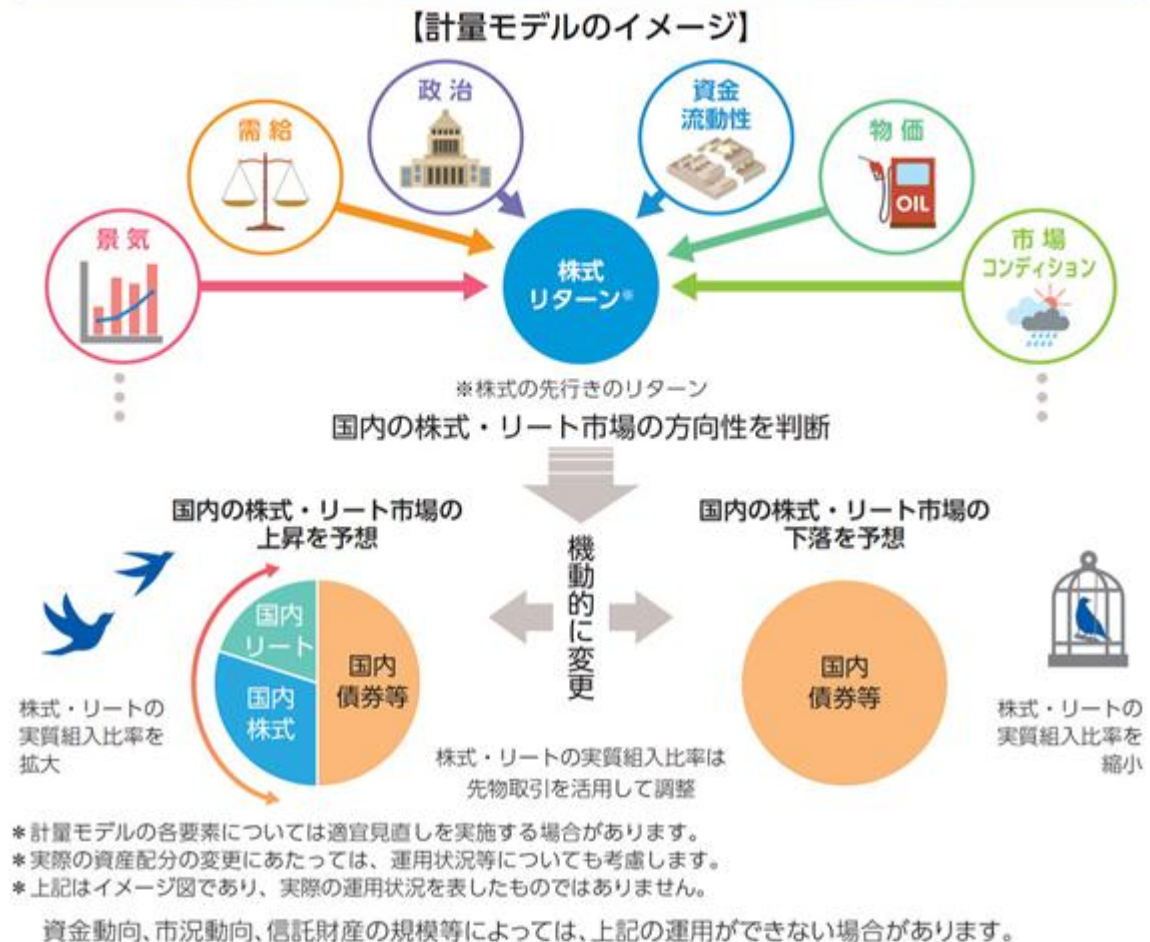 【計量モデルのイメージ】
政治
資金
流動性
需給
物価
OIL
景気
市場
コンディション
株式
リターン※
※株式の先行きのリターン
国内の株式・リート市場の方向性を判断
国内の株式・リート市場の
上昇を予想
機動的に変更
国内の株式・リート市場の
下落を予想
国内
リート
国内
株式
国内
債券等
国内
債券等
株式・リートの
実質組入比率を
拡大
株式・リートの実質組入比率は
先物取引を活用して調整
株式・リートの
実質組入比率を
縮小
＊計量モデルの各要素については適宜見直しを実施する場合があります。
＊実際の資産配分の変更にあたっては、運用状況等についても考慮します。
＊上記はイメージ図であり、実際の運用状況を表したものではありません。
資金動向、市況動向、信託財産の規模等によっては、上記の運用ができない場合があります。